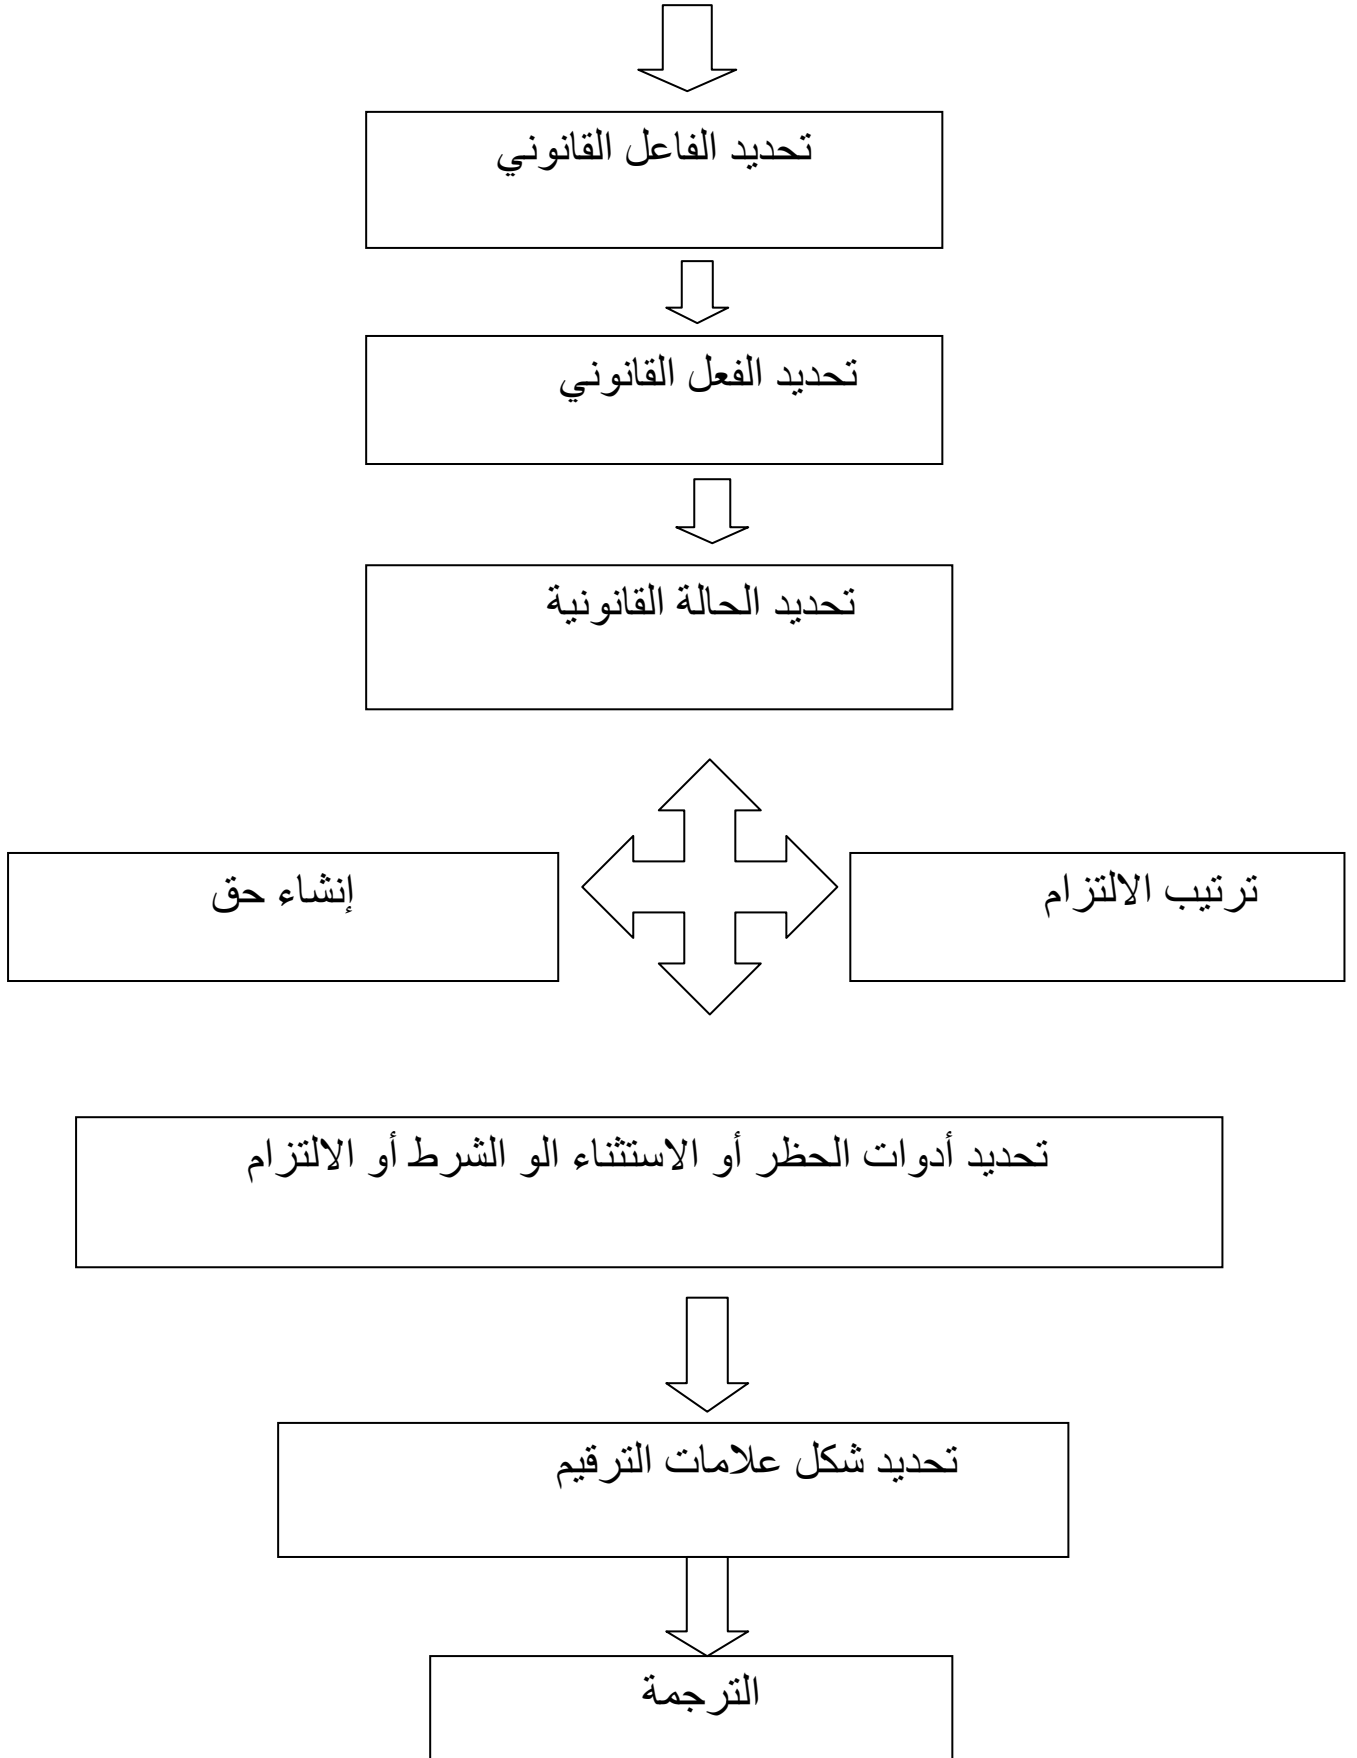 تحديد الفاعل القانوني
تحديد الفعل القانوني
تحديد الحالة القانونية
ترتيب الالتزام
إنشاء حق
تحديد أدوات الحظر أو الاستثناء الو الشرط أو الالتزام
تحديد شكل علامات الترقيم
الترجمة